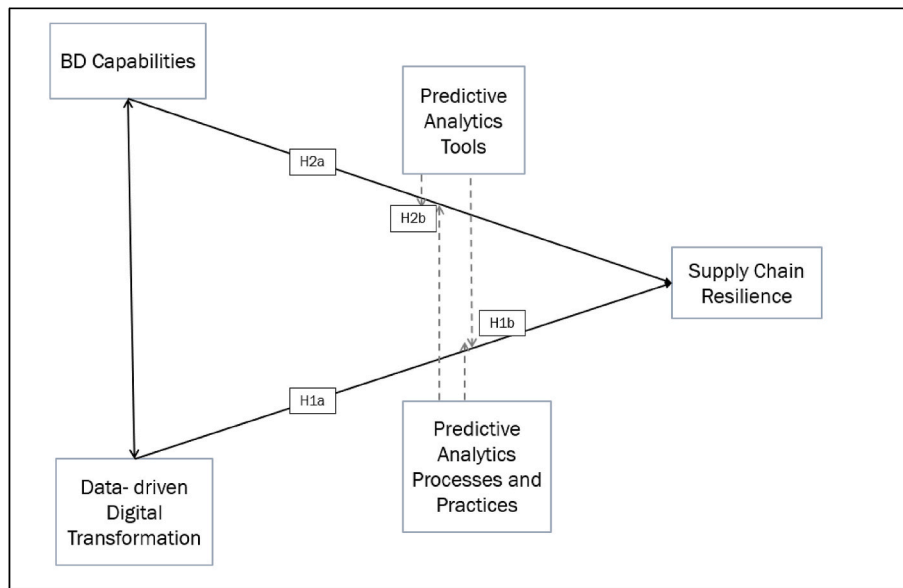 BD Capabilities
Predictive
Analytics
Tools
H2a
H2b
Supply Chain
Resilience
H1b
H1a
Predictive
Analytics
Processes and
Practices
Data- driven
Digital
Transformation